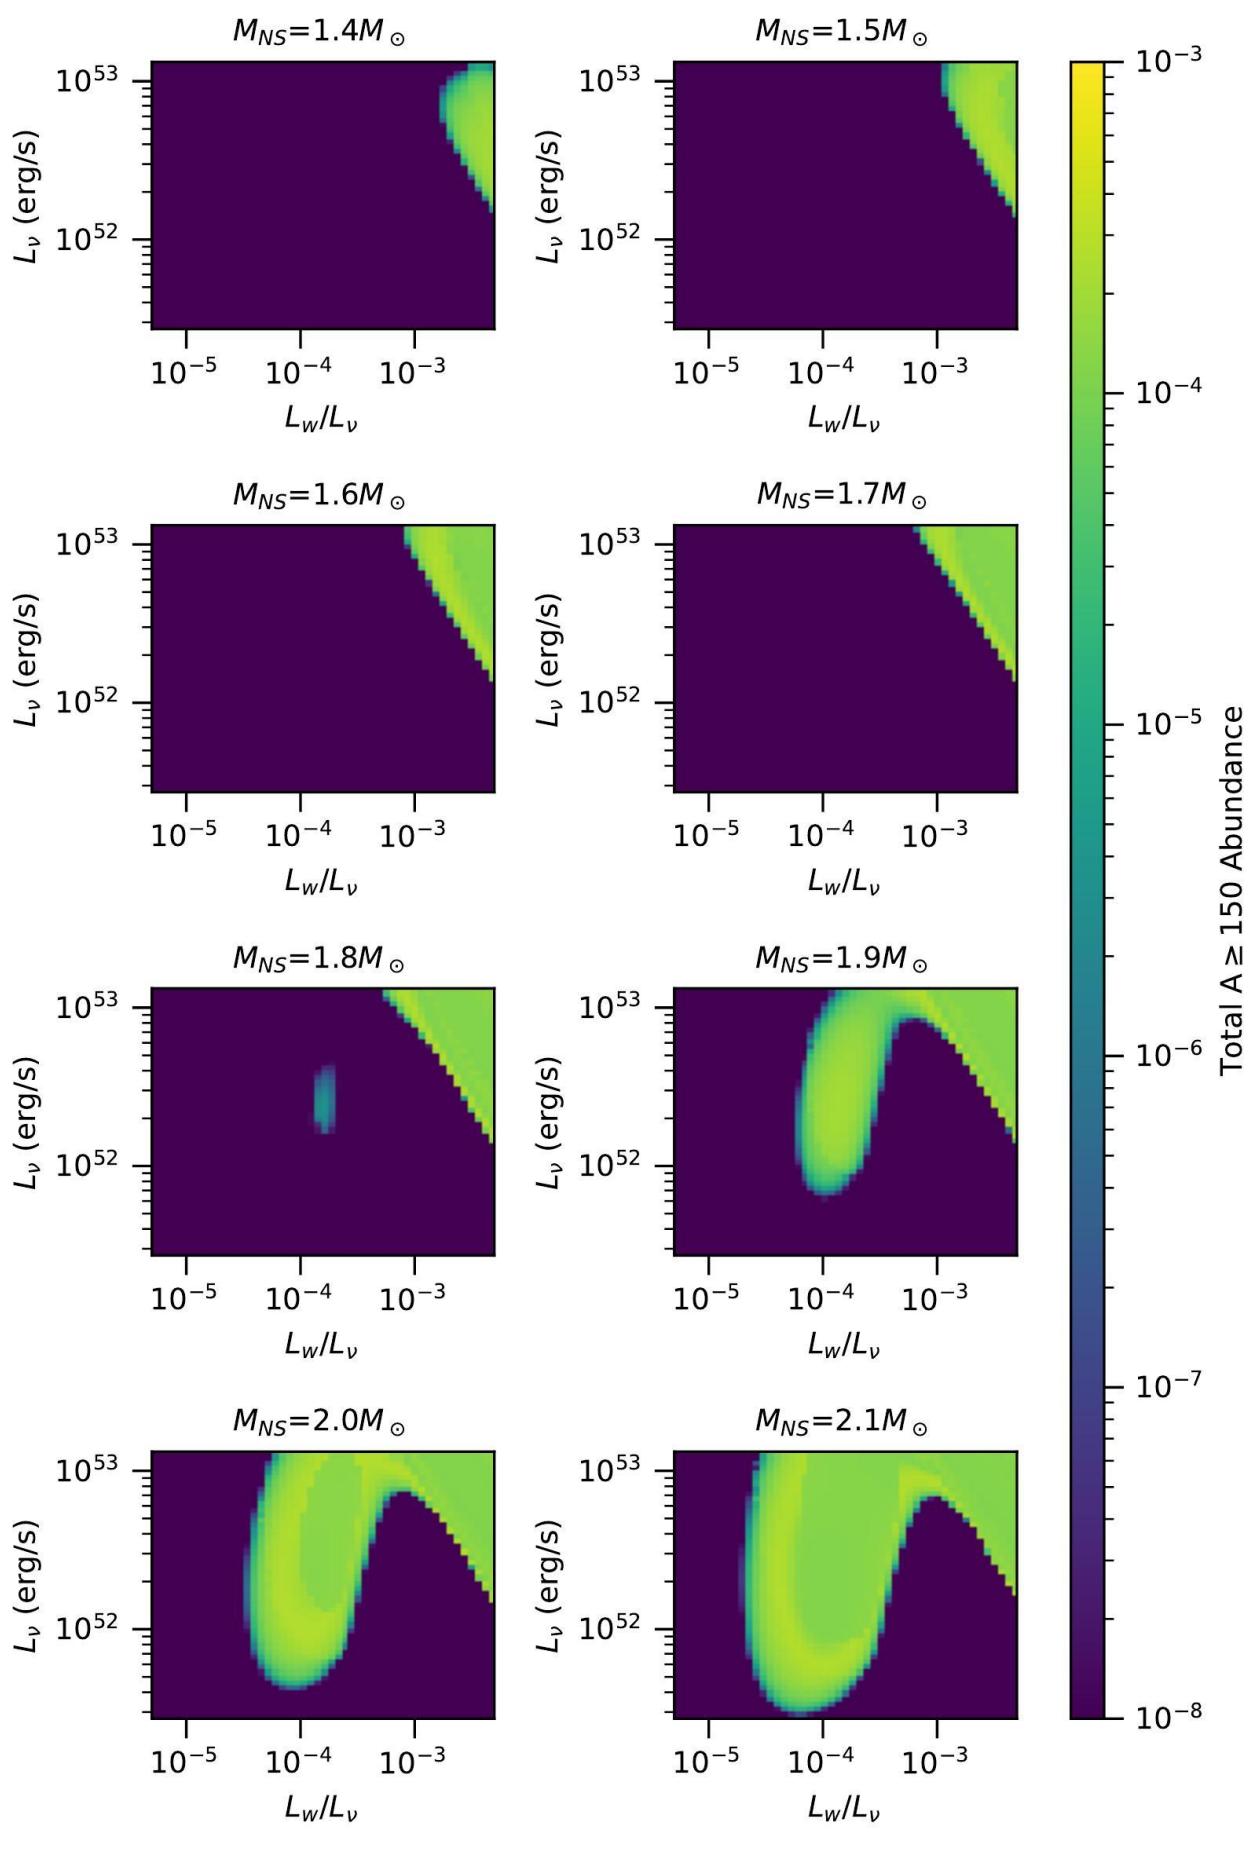 M_NS=1.4M_⊙
M_NS=1.5M_⊙
10^53
10^52
L_ν (erg/s)
10^−5 10^−4 10^−3
L_w/L_ν
10^53
10^52
L_ν (erg/s)
10^−5 10^−4 10^−3
L_w/L_ν
M_NS=1.6M_⊙
M_NS=1.7M_⊙
10^53
10^52
L_ν (erg/s)
10^−5 10^−4 10^−3
L_w/L_ν
10^53
10^52
L_ν (erg/s)
10^−5 10^−4 10^−3
L_w/L_ν
M_NS=1.8M_⊙
M_NS=1.9M_⊙
10^53
10^52
L_ν (erg/s)
10^−5 10^−4 10^−3
L_w/L_ν
10^53
10^52
L_ν (erg/s)
10^−5 10^−4 10^−3
L_w/L_ν
M_NS=2.0M_⊙
M_NS=2.1M_⊙
10^53
10^52
L_ν (erg/s)
10^−5 10^−4 10^−3
L_w/L_ν
10^53
10^52
L_ν (erg/s)
10^−5 10^−4 10^−3
L_w/L_ν
10^−3
10^−4
10^−5
10^−6
10^−7
10^−8
Total A ≥ 150 Abundance